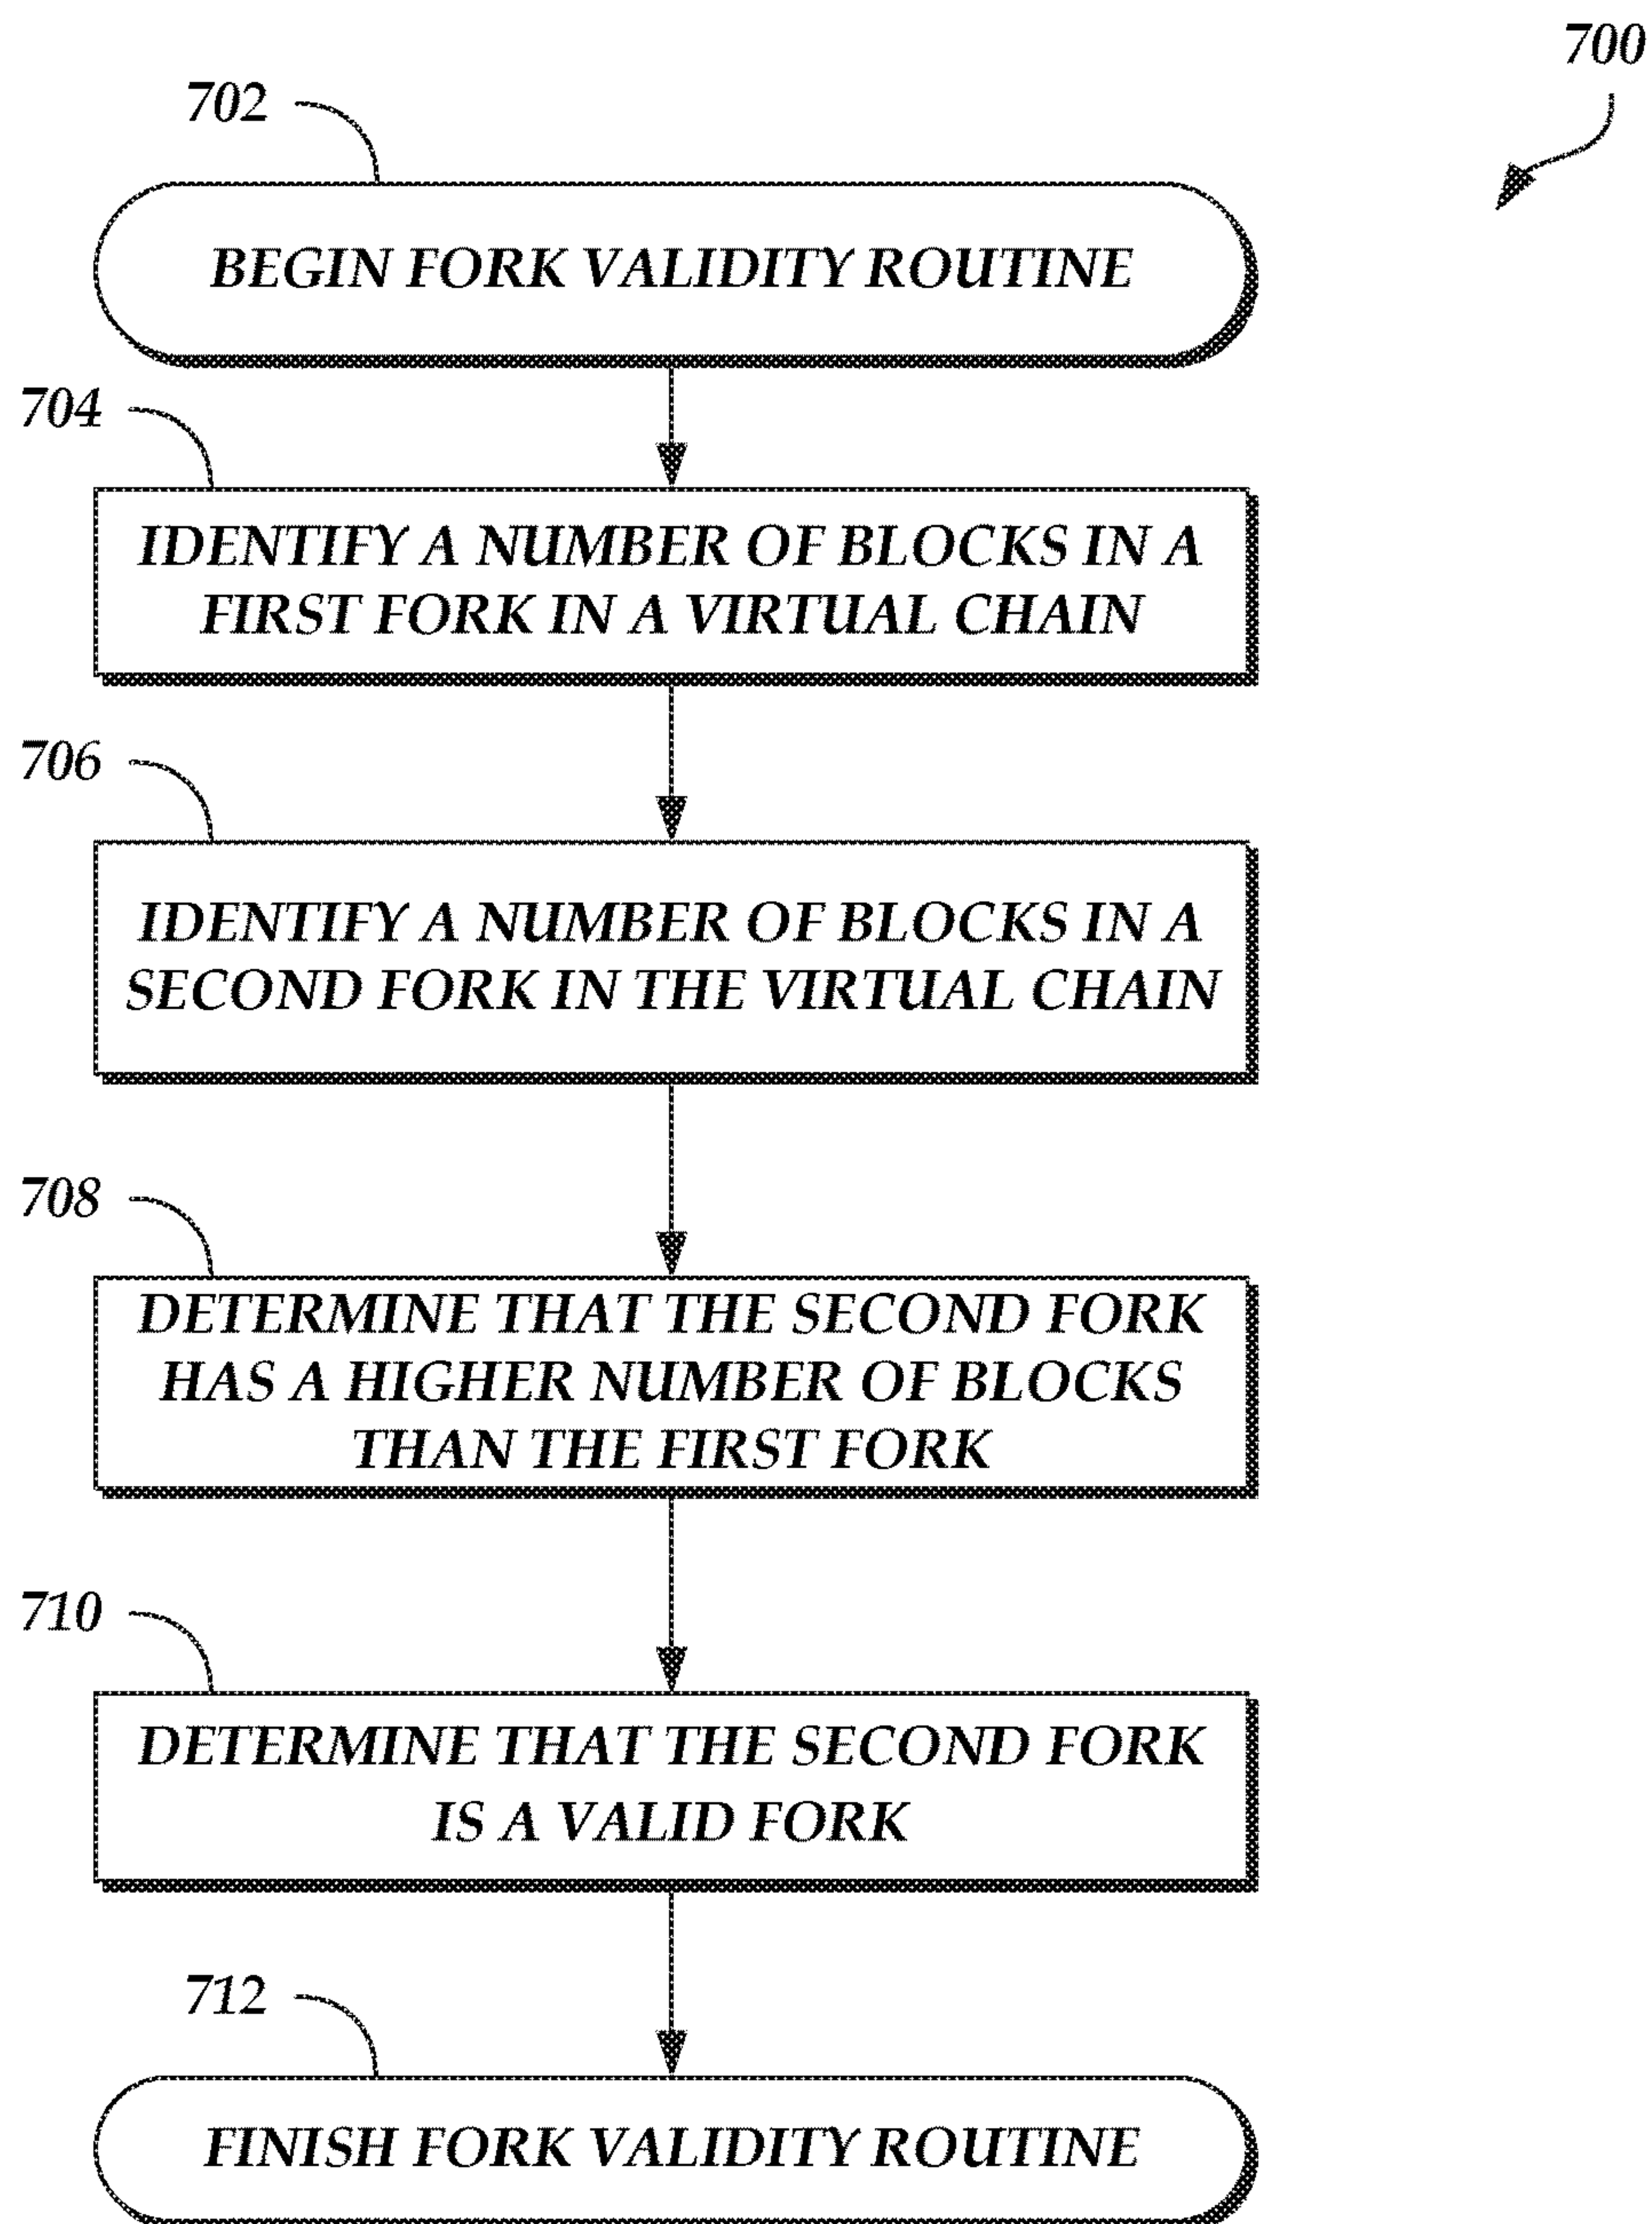 700
702
BEGIN FORK VALIDITY ROUTINE
704
IDENTIFY A NUMBER OF BLOCKS IN A
FIRST FORK IN A VIRTUAL CHAIN
706
IDENTIFY A NUMBER OF BLOCKS IN A
SECOND FORK IN THE VIRTUAL CHAIN
708
DETERMINE THAT THE SECOND FORK
HAS A HIGHER NUMBER OF BLOCKS
THAN THE FIRST FORK
710
DETERMINE THAT THE SECOND FORK
IS A VALID FORK
712
FINISH FORK VALIDITY ROUTINE